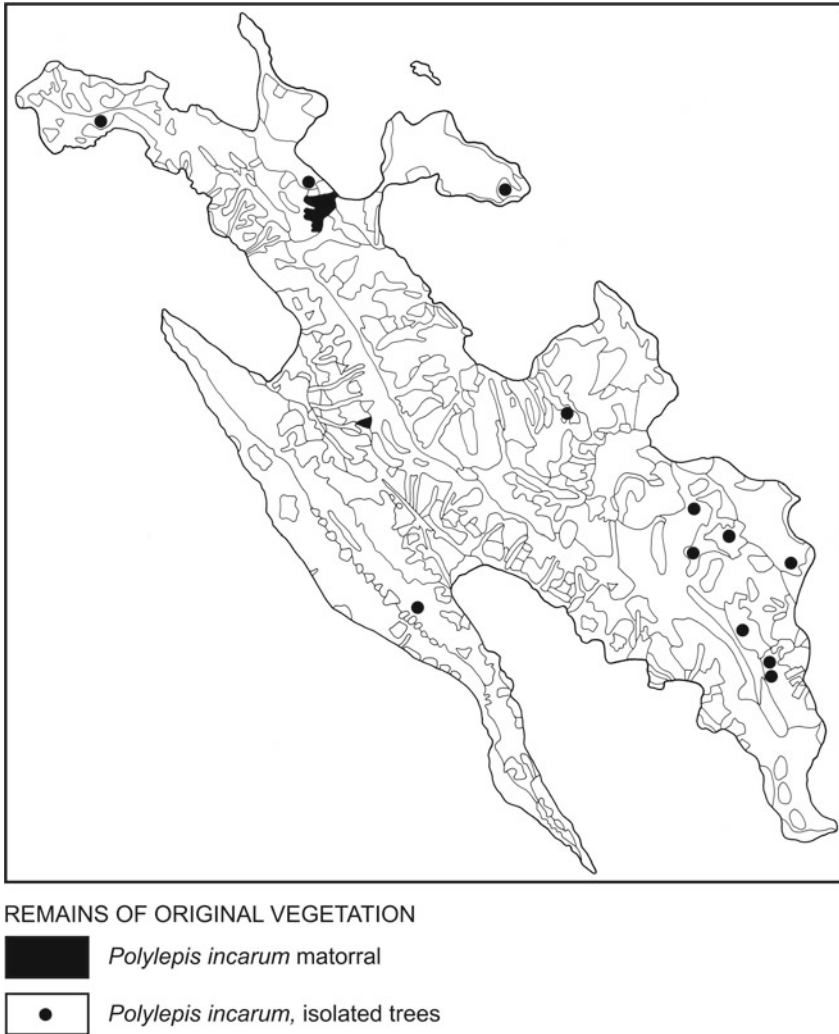 REMAINS OF ORIGINAL VEGETATION
Polylepis incarum matorral
Polylepis incarum, isolated trees